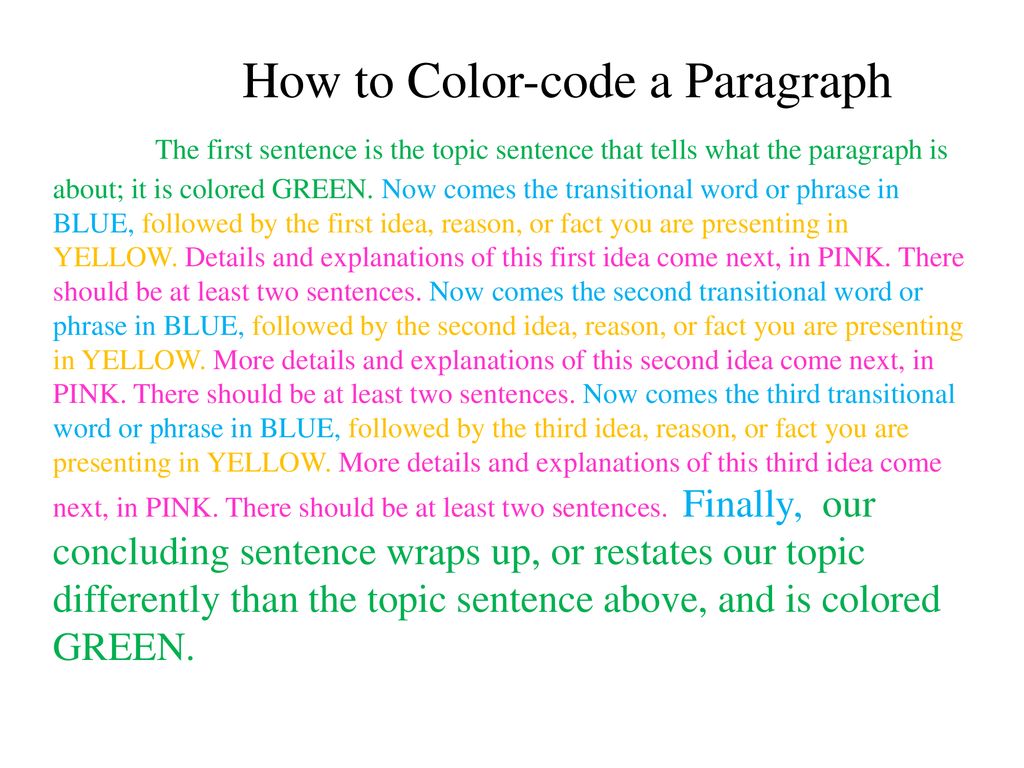 How to Color-code a Paragraph
The first sentence is the topic sentence that tells what the paragraph is
about; it is colored GREEN. Now comes the transitional word or phrase in
BLUE, followed by the first idea, reason, or fact you are presenting in
YELLOW. Details and explanations of this first idea come next, in PINK. There
should be at least two sentences. Now comes the second transitional word or
phrase in BLUE, followed by the second idea, reason, or fact you are presenting
in YELLOW. More details and explanations of this second idea come next, in
PINK. There should be at least two sentences. Now comes the third transitional
word or phrase in BLUE, followed by the third idea, reason, or fact you are
presenting in YELLOW. More details and explanations of this third idea come
next, in PINK. There should be at least two sentences. Finally, our
concluding sentence wraps up, or restates our topic
differently than the topic sentence above, and is colored
GREEN.